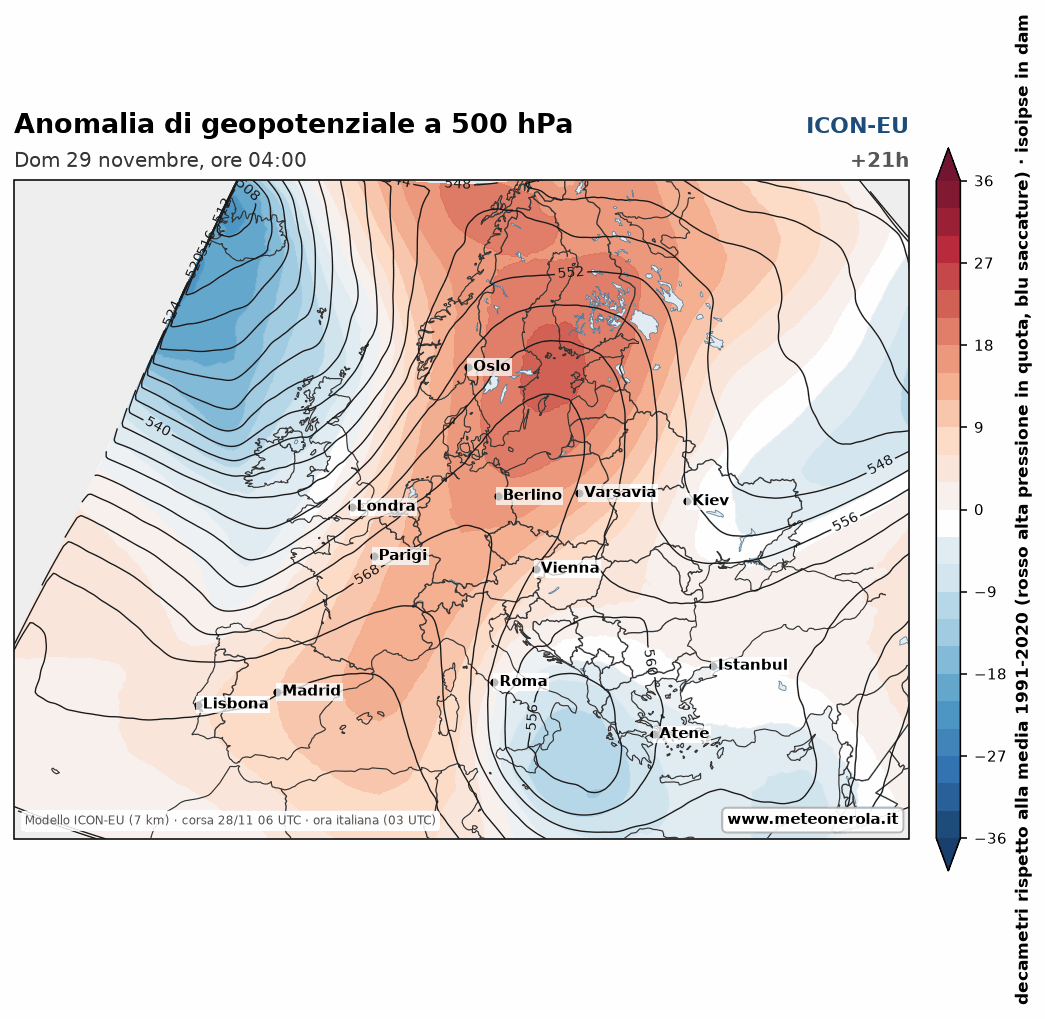 Anomalia di geopotenziale a 500 hPa
ICON-EU
Dom 29 novembre, ore 04:00
+21h
508
512
516
520
524
540
544
548
552
548
556
568
560
556
Oslo
Berlino
Varsavia
Kiev
Londra
Parigi
Vienna
Istanbul
Roma
Madrid
Lisbona
Atene
Modello ICON-EU (7 km) · corsa 28/11 06 UTC · ora italiana (03 UTC)
www.meteonerola.it
36
27
18
9
0
−9
−18
−27
−36
decametri rispetto alla media 1991-2020 (rosso alta pressione in quota, blu saccature) · isoipse in dam